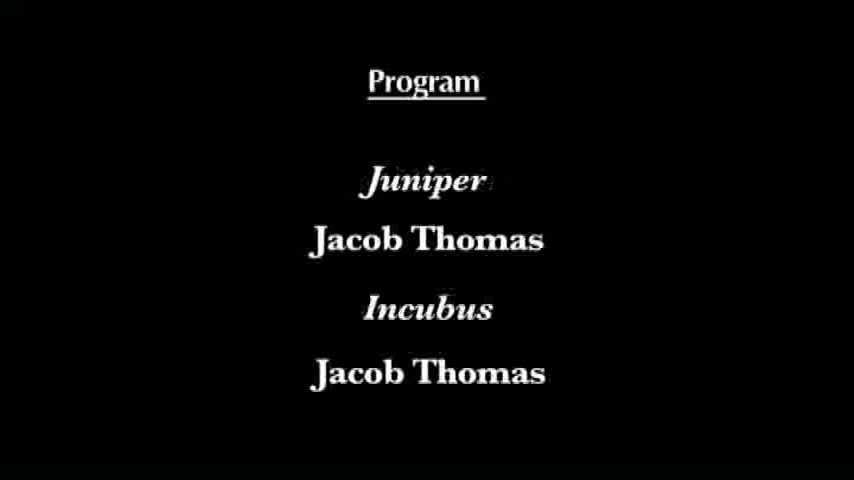 Program
Juniper
Jacob Thomas
Incubus
Jacob Thomas